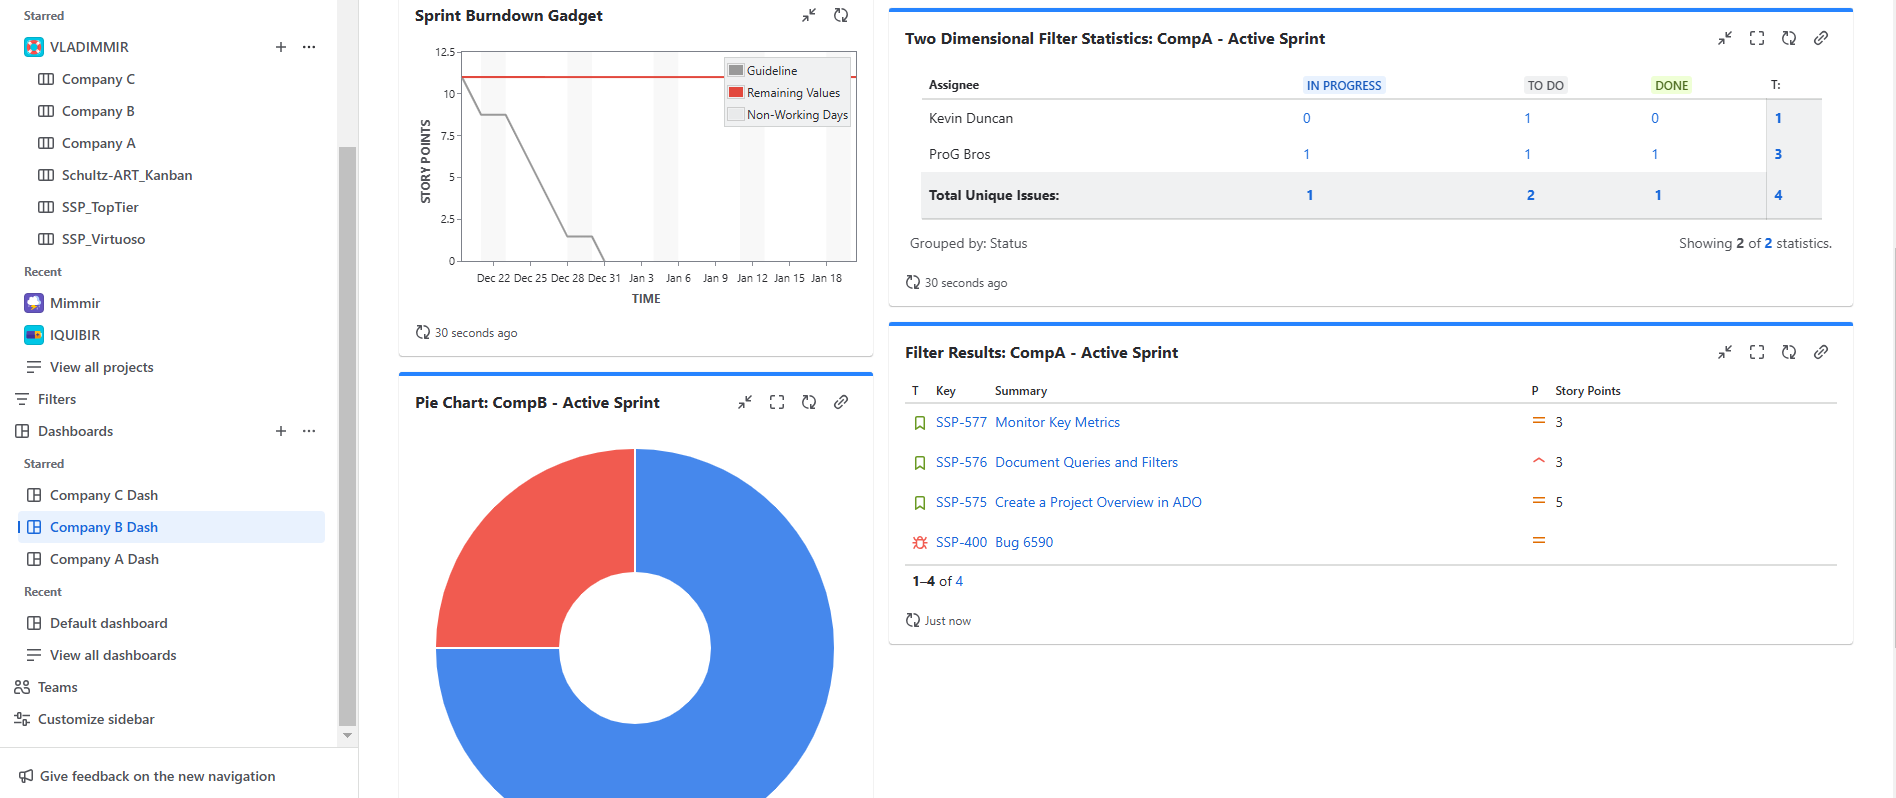 Starred
VLADIMMIR
Company C
Company B
Company A
Schultz-ART_Kanban
SSP_TopTier
SSP_Virtuoso
Recent
Mimmir
IQUIBIR
View all projects
Filters
Dashboards
Starred
Company C Dash
Company B Dash
Company A Dash
Recent
Default dashboard
View all dashboards
Teams
Customize sidebar
Give feedback on the new navigation
Sprint Burndown Gadget
12.5
10
7.5
5
2.5
0
STORY POINTS
Guideline
Remaining Values
Non-Working Days
Dec 22 Dec 25 Dec 28 Dec 31 Jan 3 Jan 6 Jan 9 Jan 12 Jan 15 Jan 18
TIME
30 seconds ago
Pie Chart: CompB - Active Sprint
Two Dimensional Filter Statistics: CompA - Active Sprint
Assignee IN PROGRESS TO DO DONE T:
Kevin Duncan 0 1 0 1
ProG Bros 1 1 1 3
Total Unique Issues: 1 2 1 4
Grouped by: Status Showing 2 of 2 statistics.
30 seconds ago
Filter Results: CompA - Active Sprint
T Key Summary P Story Points
SSP-577 Monitor Key Metrics 3
SSP-576 Document Queries and Filters 3
SSP-575 Create a Project Overview in ADO 5
SSP-400 Bug 6590
1–4 of 4
Just now